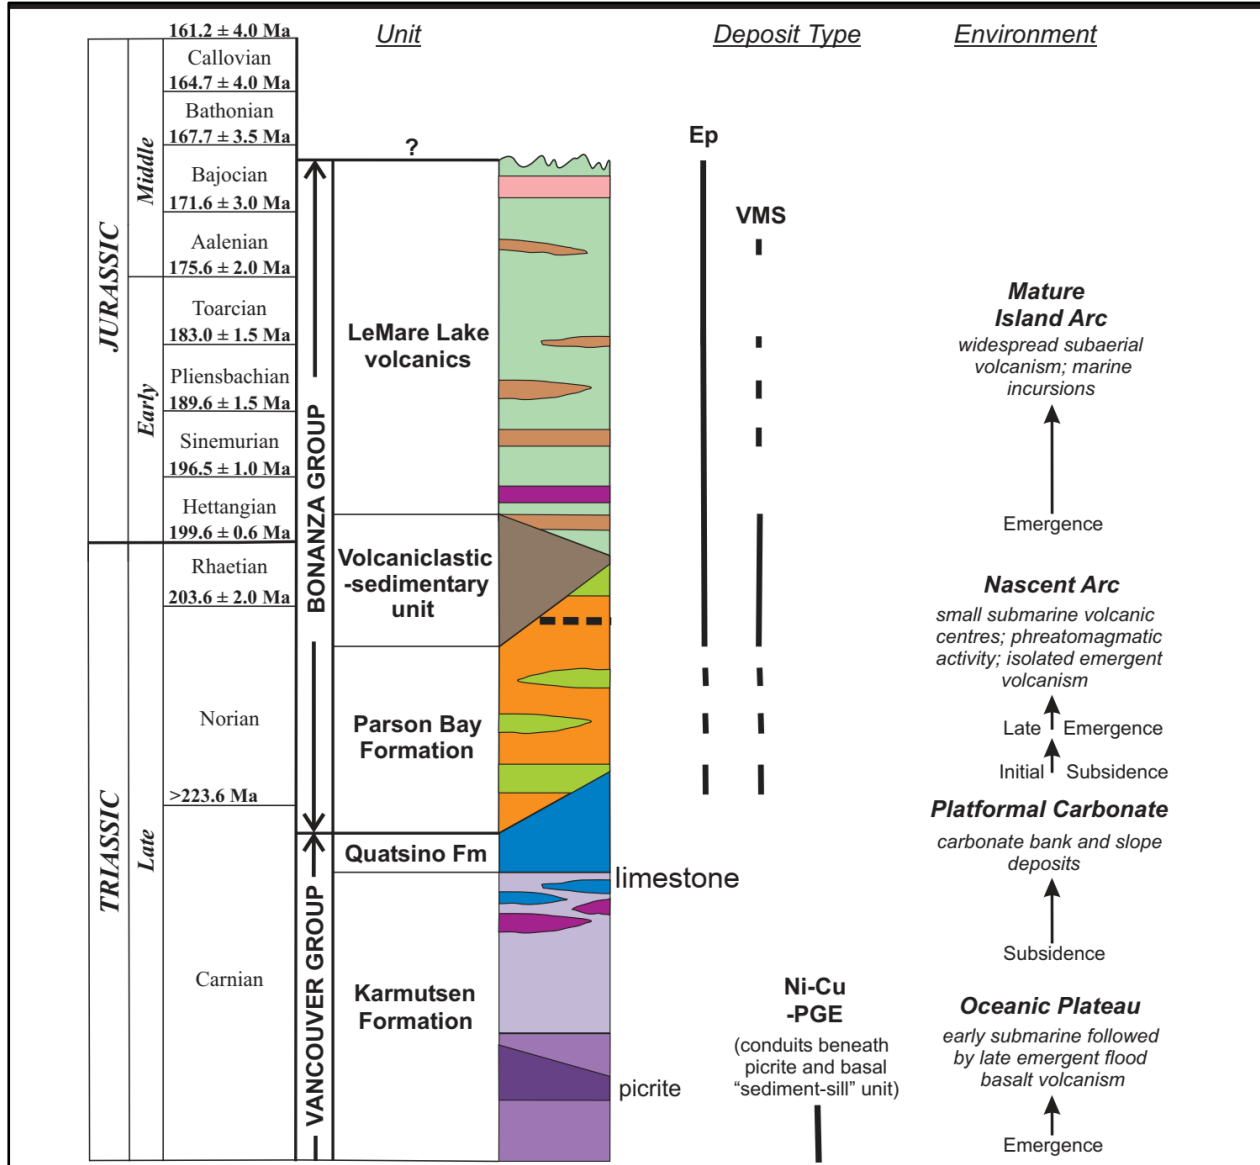 161.2 ± 4.0 Ma
Unit
Deposit Type
Environment
Callovian
164.7 ± 4.0 Ma
Bathonian
167.7 ± 3.5 Ma
Bajocian
171.6 ± 3.0 Ma
Aalenian
175.6 ± 2.0 Ma
Toarcian
183.0 ± 1.5 Ma
Pliensbachian
189.6 ± 1.5 Ma
Sinemurian
196.5 ± 1.0 Ma
Hettangian
199.6 ± 0.6 Ma
Rhaetian
203.6 ± 2.0 Ma
Norian
>223.6 Ma
Carnian
JURASSIC
Middle
Early
TRIASSIC
Late
BONANZA GROUP
VANCOUVER GROUP
?
LeMare Lake
volcanics
Volcaniclastic
-sedimentary
unit
Parson Bay
Formation
Quatsino Fm
Karmutsen
Formation
limestone
picrite
Ep
VMS
Ni-Cu
-PGE
(conduits beneath
picrite and basal
“sediment-sill” unit)
Mature
Island Arc
widespread subaerial
volcanism; marine
incursions
Emergence
Nascent Arc
small submarine volcanic
centres; phreatomagmatic
activity; isolated emergent
volcanism
Late Emergence
Initial Subsidence
Platformal Carbonate
carbonate bank and slope
deposits
Subsidence
Oceanic Plateau
early submarine followed
by late emergent flood
basalt volcanism
Emergence